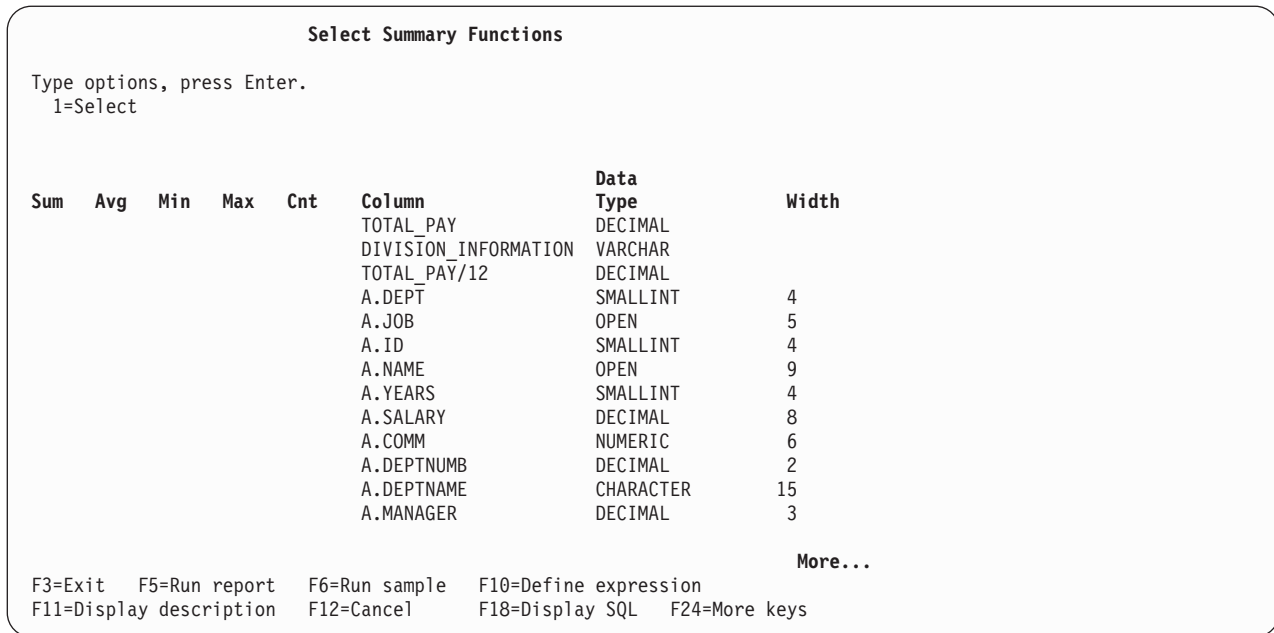 Select Summary Functions
Type options, press Enter.
1=Select
Data
Sum Avg Min Max Cnt Column Type Width
TOTAL_PAY DECIMAL
DIVISION_INFORMATION VARCHAR
TOTAL_PAY/12 DECIMAL
A.DEPT SMALLINT 4
A.JOB OPEN 5
A.ID SMALLINT 4
A.NAME OPEN 9
A.YEARS SMALLINT 4
A.SALARY DECIMAL 8
A.COMM NUMERIC 6
A.DEPTNUMB DECIMAL 2
A.DEPTNAME CHARACTER 15
A.MANAGER DECIMAL 3
More...
F3=Exit F5=Run report F6=Run sample F10=Define expression
F11=Display description F12=Cancel F18=Display SQL F24=More keys